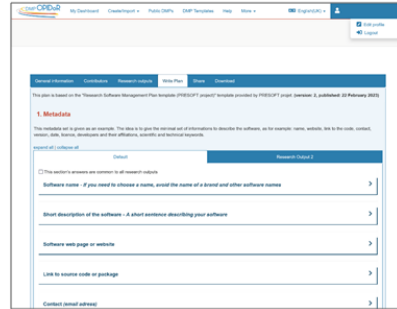 DMP OPIDoR
My Dashboard Create/Import Public DMPs DMP Templates Help More English(UK)
Edit profile
Logout
General information Contributors Research outputs Write Plan Share Download
This plan is based on the "Research Software Management Plan template (PRESOFT project)" template provided by PRESOFT projet. (version: 2, published: 22 February 2023)
1. Metadata
This metadata set is given as an example. The idea is to give the minimal set of informations to describe the software, as for example: name, website, link to the code, contact,
version, date, licence, developers and their affiliations, scientific and technical keywords.
expand all | collapse all
Default Research Output 2
This section's answers are common to all research outputs
Software name - If you need to choose a name, avoid the name of a brand and other software names
Short description of the software – A short sentence describing your software
Software web page or website
Link to source code or package
Contact (email adress)